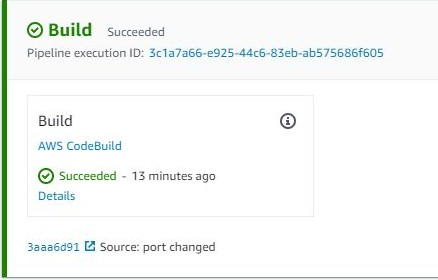 Build Succeeded
Pipeline execution ID: 3c1a7a66-e925-44c6-83eb-ab575686f605
Build
AWS CodeBuild
Succeeded - 13 minutes ago
Details
3aaa6d91 Source: port changed